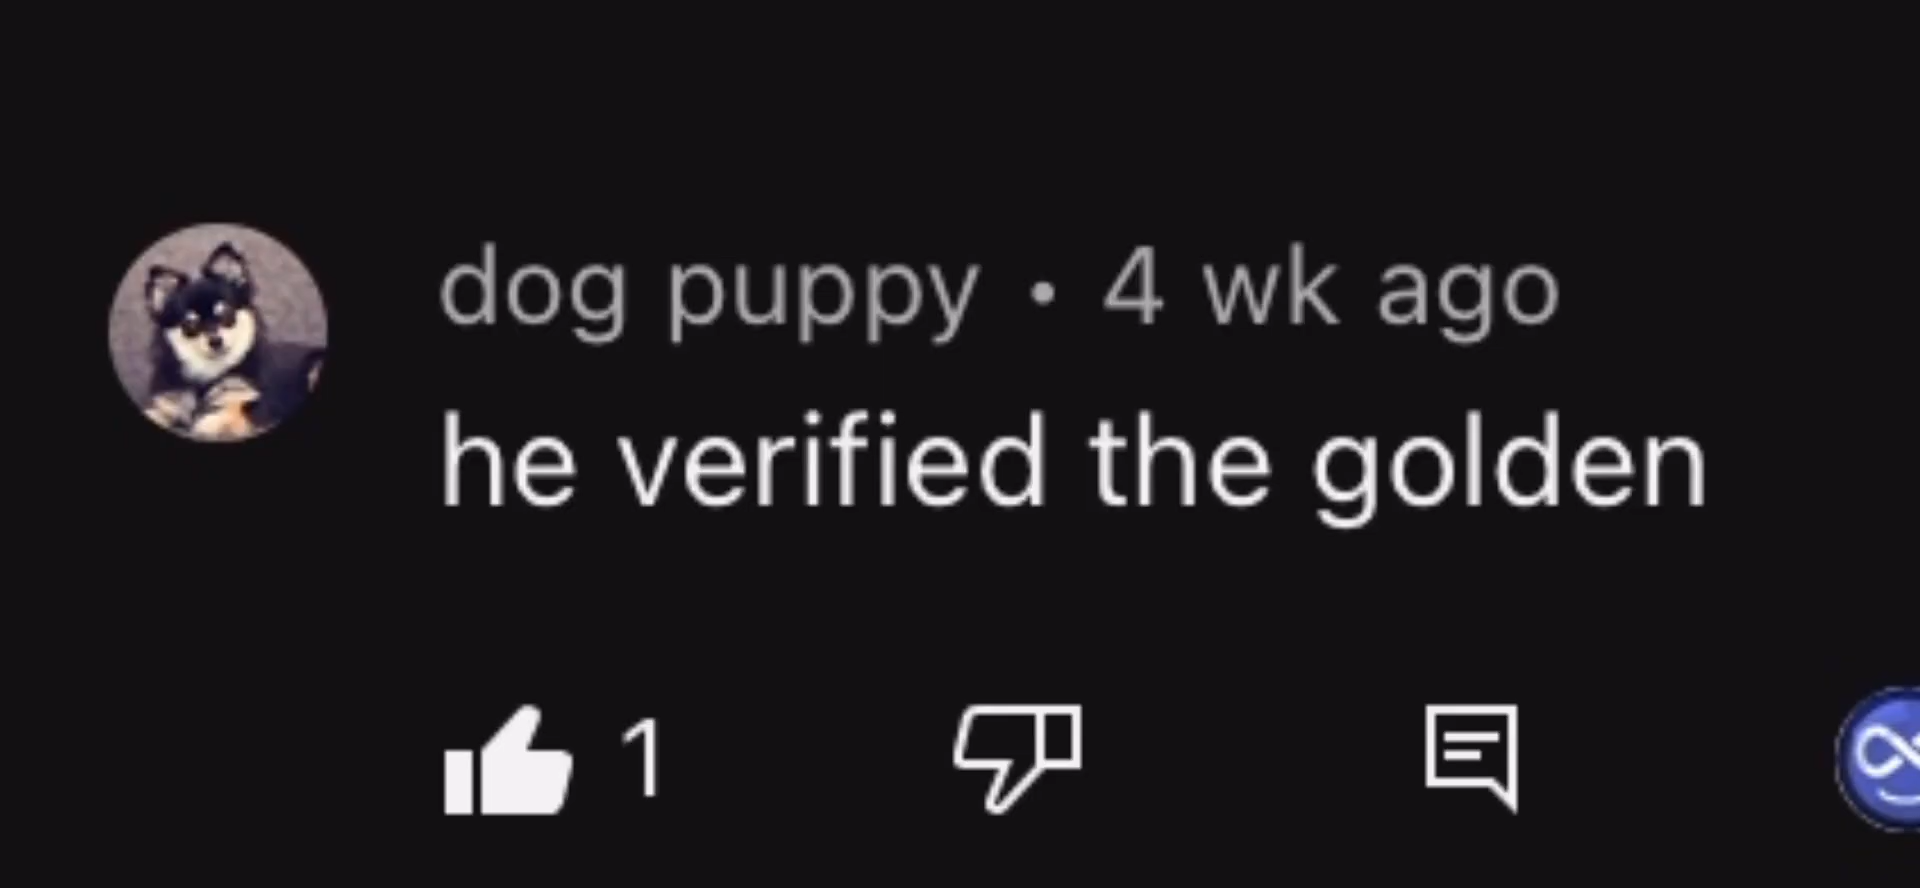 dog puppy • 4 wk ago
he verified the golden
1